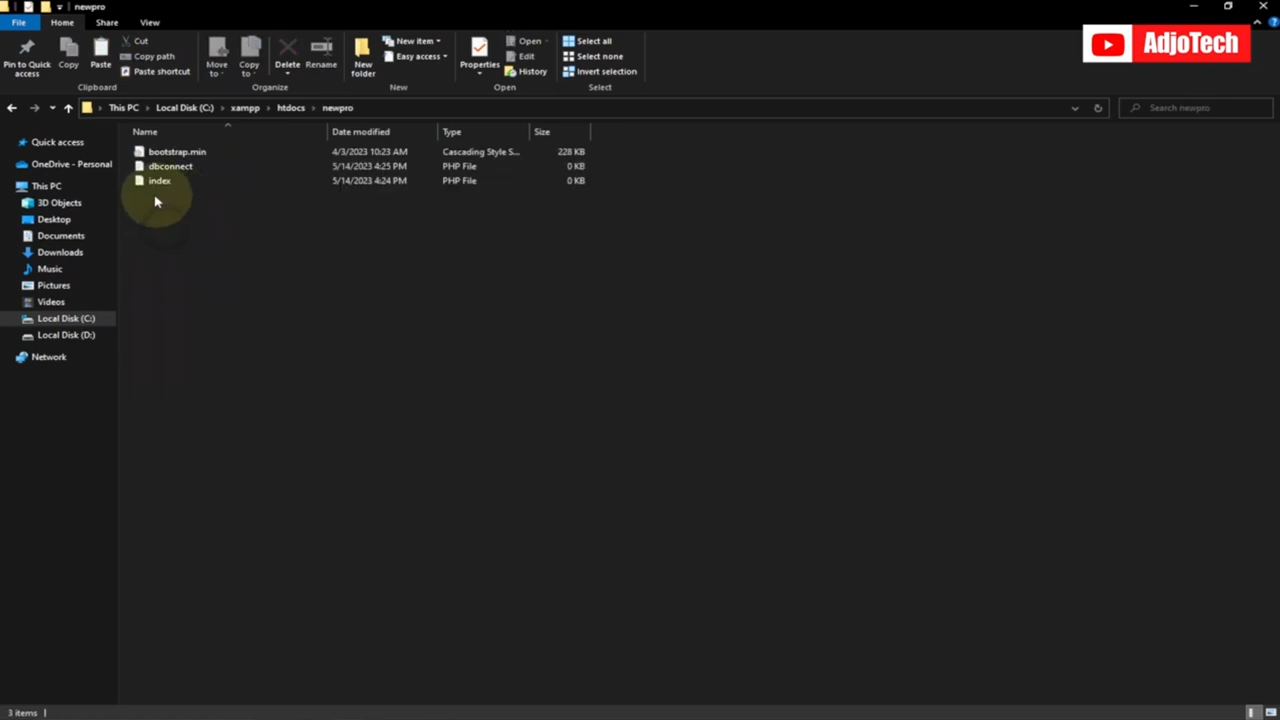 newpro
File Home Share View
Pin to Quick access
Copy
Paste
Cut
Copy path
Paste shortcut
Clipboard
Move to
Copy to
Delete
Rename
Organize
New folder
New item
Easy access
New
Properties
Open
Edit
History
Open
Select all
Select none
Invert selection
Select
AdjoTech
This PC Local Disk (C:) xampp htdocs newpro
Search newpro
Name Date modified Type Size
bootstrap.min 4/3/2023 10:23 AM Cascading Style S... 228 KB
dbconnect 5/14/2023 4:25 PM PHP File 0 KB
index 5/14/2023 4:24 PM PHP File 0 KB
Quick access
OneDrive - Personal
This PC
3D Objects
Desktop
Documents
Downloads
Music
Pictures
Videos
Local Disk (C:)
Local Disk (D:)
Network
3 items